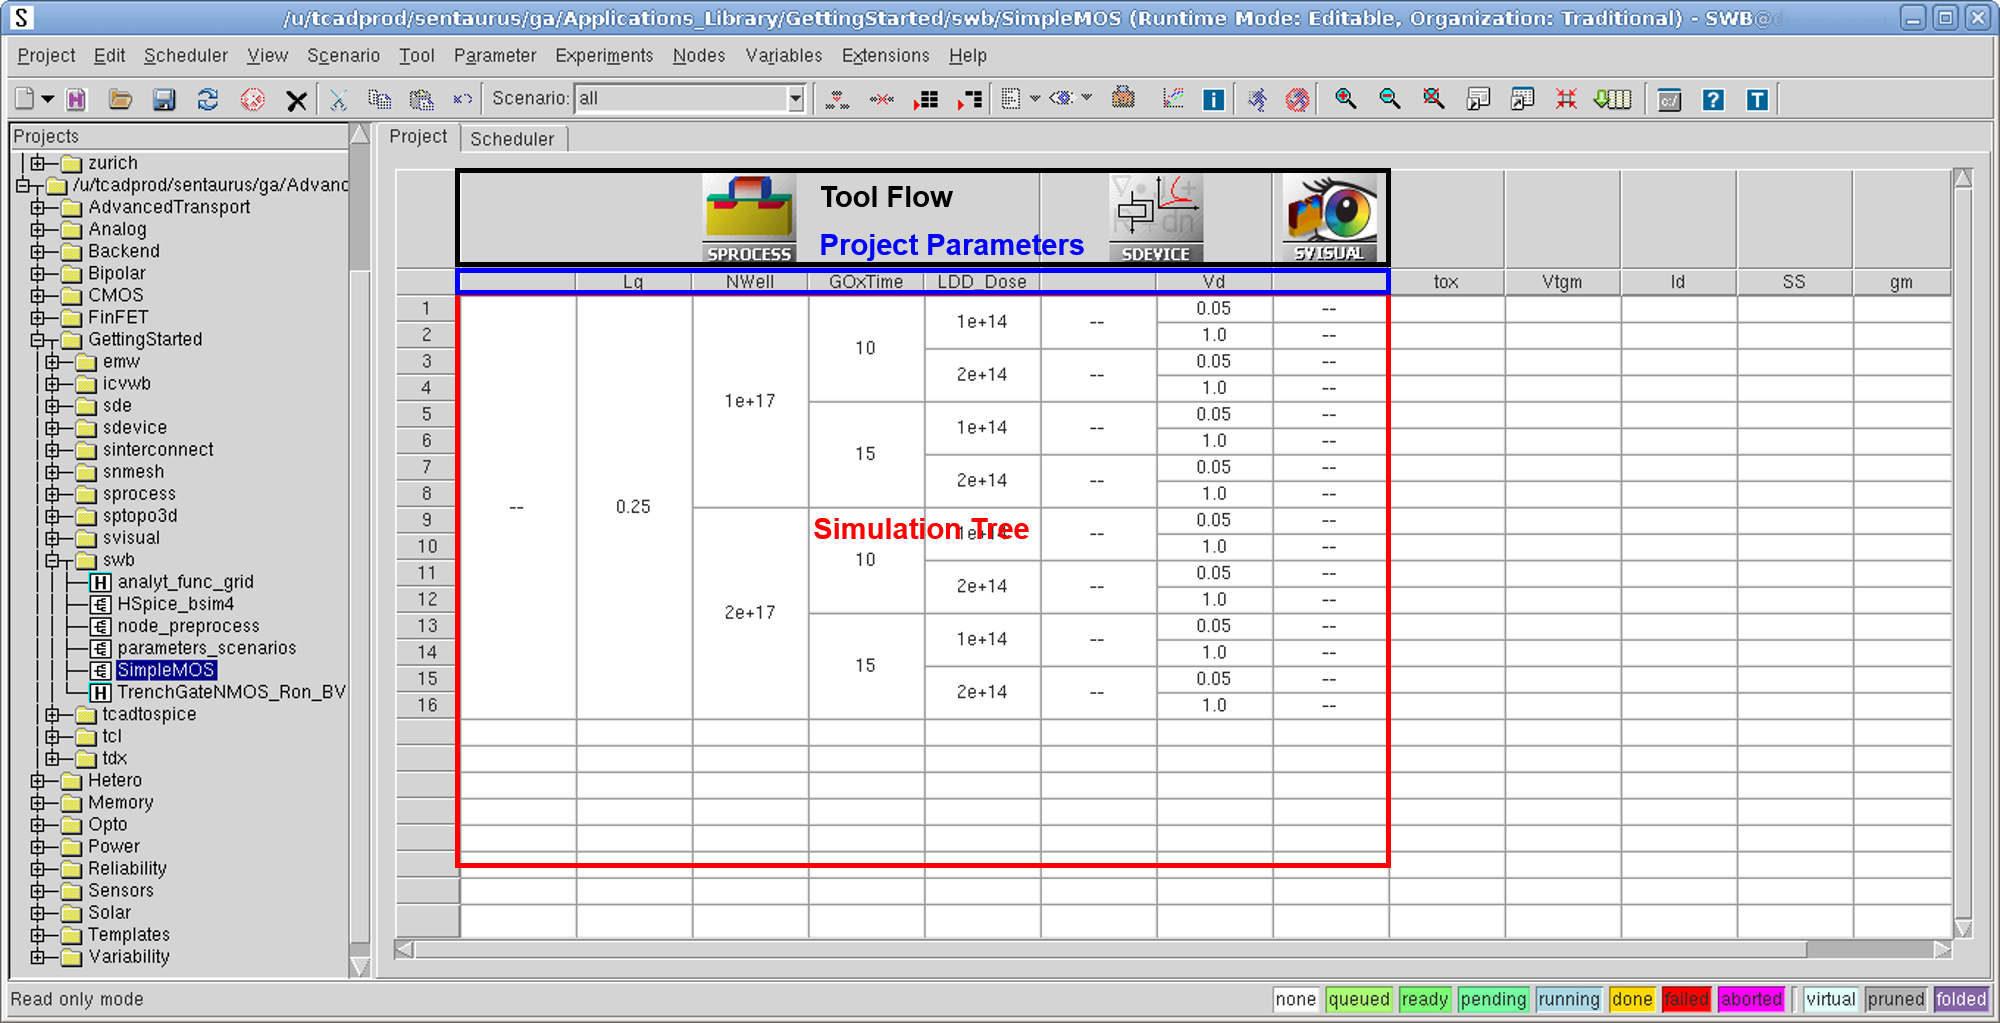 S /u/tcadprod/sentaurus/ga/Applications_Library/GettingStarted/swb/SimpleMOS (Runtime Mode: Editable, Organization: Traditional) - SWB@
Project Edit Scheduler View Scenario Tool Parameter Experiments Nodes Variables Extensions Help
Scenario: all
Projects
zurich
/u/tcadprod/sentaurus/ga/Advanc
AdvancedTransport
Analog
Backend
Bipolar
CMOS
FinFET
GettingStarted
emw
icvwb
sde
sdevice
sinterconnect
snmesh
sprocess
sptopo3d
svisual
swb
analyt_func_grid
HSpice_bsim4
node_preprocess
parameters_scenarios
SimpleMOS
TrenchGateNMOS_Ron_BV
tcadtospice
tcl
tdx
Hetero
Memory
Opto
Power
Reliability
Sensors
Solar
Templates
Variability
Project Scheduler
Tool Flow
Project Parameters
SPROCESS SDEVICE SVISUAL
Lg NWell GOxTime LDD_Dose Vd tox Vtgm Id SS gm
1 1e+14 -- 0.05 --
2 1.0 --
10
3 2e+14 -- 0.05 --
4 1.0 --
1e+17
5 1e+14 -- 0.05 --
6 1.0 --
15
7 2e+14 -- 0.05 --
8 1.0 --
-- 0.25
Simulation Tree
9 1e+14 -- 0.05 --
10 1.0 --
10
11 2e+14 -- 0.05 --
12 1.0 --
2e+17
13 1e+14 -- 0.05 --
14 1.0 --
15
15 2e+14 -- 0.05 --
16 1.0 --
Read only mode none queued ready pending running done failed aborted virtual pruned folded